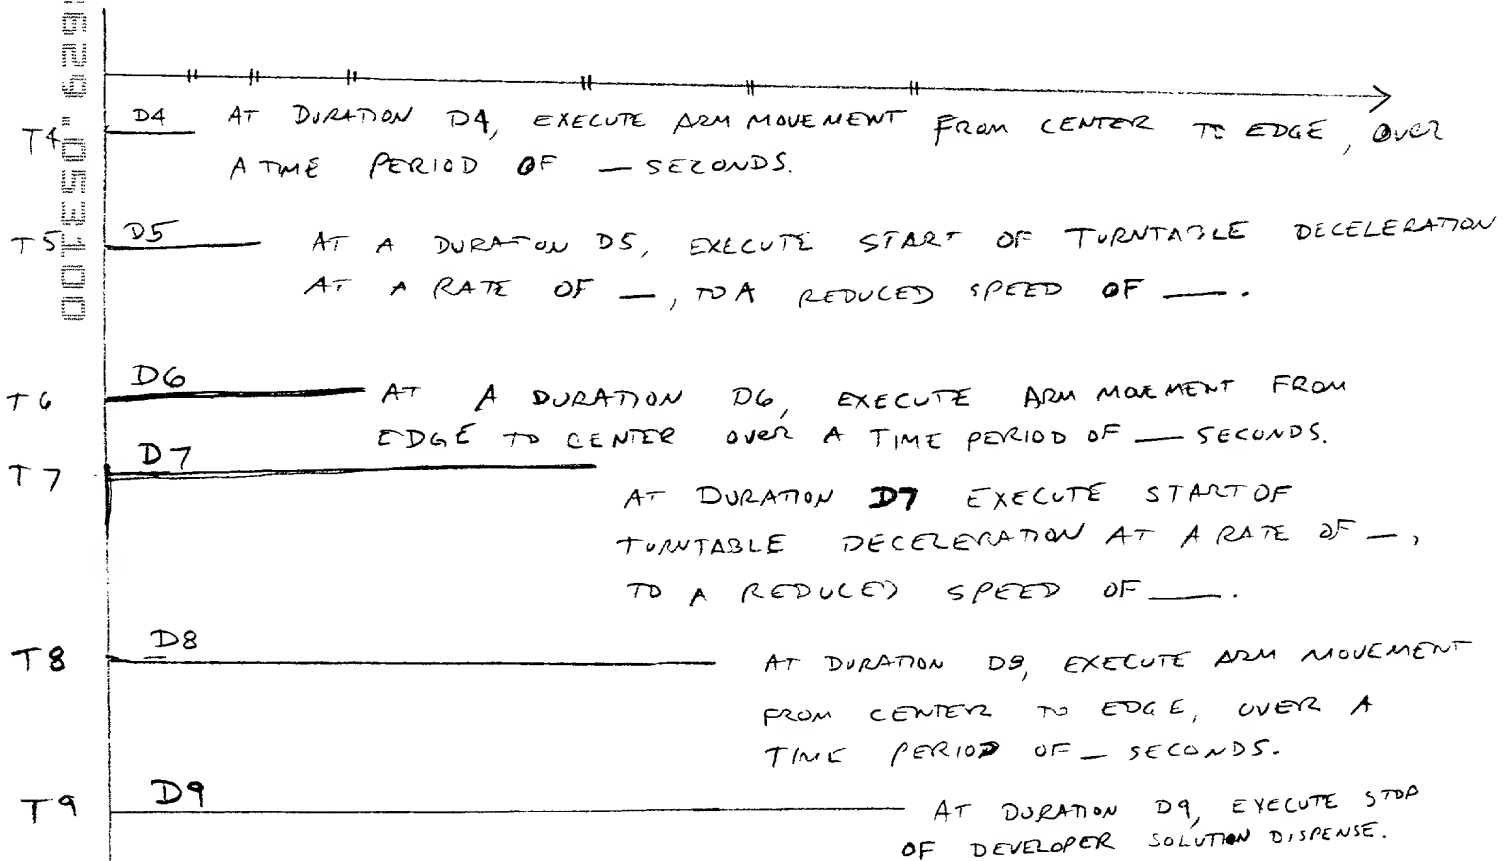 T4 D4 AT DURATION D4, EXECUTE ARM MOVEMENT FROM CENTER TO EDGE, OVER
A TIME PERIOD OF — SECONDS.
T5 D5 AT A DURATON D5, EXECUTE START OF TURNTABLE DECELERATION
AT A RATE OF —, TO A REDUCED SPEED OF —.
T6 D6 AT A DURATION D6, EXECUTE ARM MOVEMENT FROM
EDGE TO CENTER OVER A TIME PERIOD OF — SECONDS.
T7 D7
AT DURATION D7 EXECUTE START OF
TURNTABLE DECELERATION AT A RATE OF —,
TO A REDUCED SPEED OF —.
T8 D8 AT DURATION D8, EXECUTE ARM MOVEMENT
FROM CENTER TO EDGE, OVER A
TIME PERIOD OF — SECONDS.
T9 D9 AT DURATION D9, EXECUTE STOP
OF DEVELOPER SOLUTION DISPENSE.